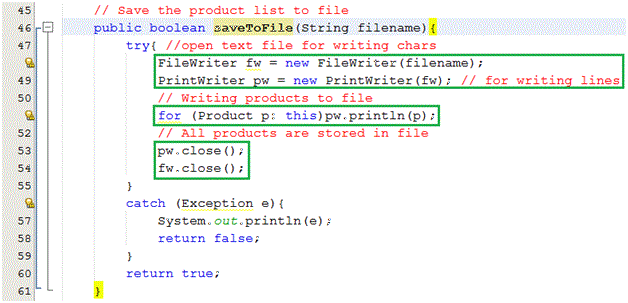 45 // Save the product list to file
46 public boolean saveToFile(String filename){
47 try{ //open text file for writing chars
FileWriter fw = new FileWriter(filename);
49 PrintWriter pw = new PrintWriter(fw); // for writing lines
50 // Writing products to file
for (Product p: this)pw.println(p);
52 // All products are stored in file
53 pw.close();
54 fw.close();
55 }
catch (Exception e){
57 System.out.println(e);
58 return false;
59 }
60 return true;
61 }